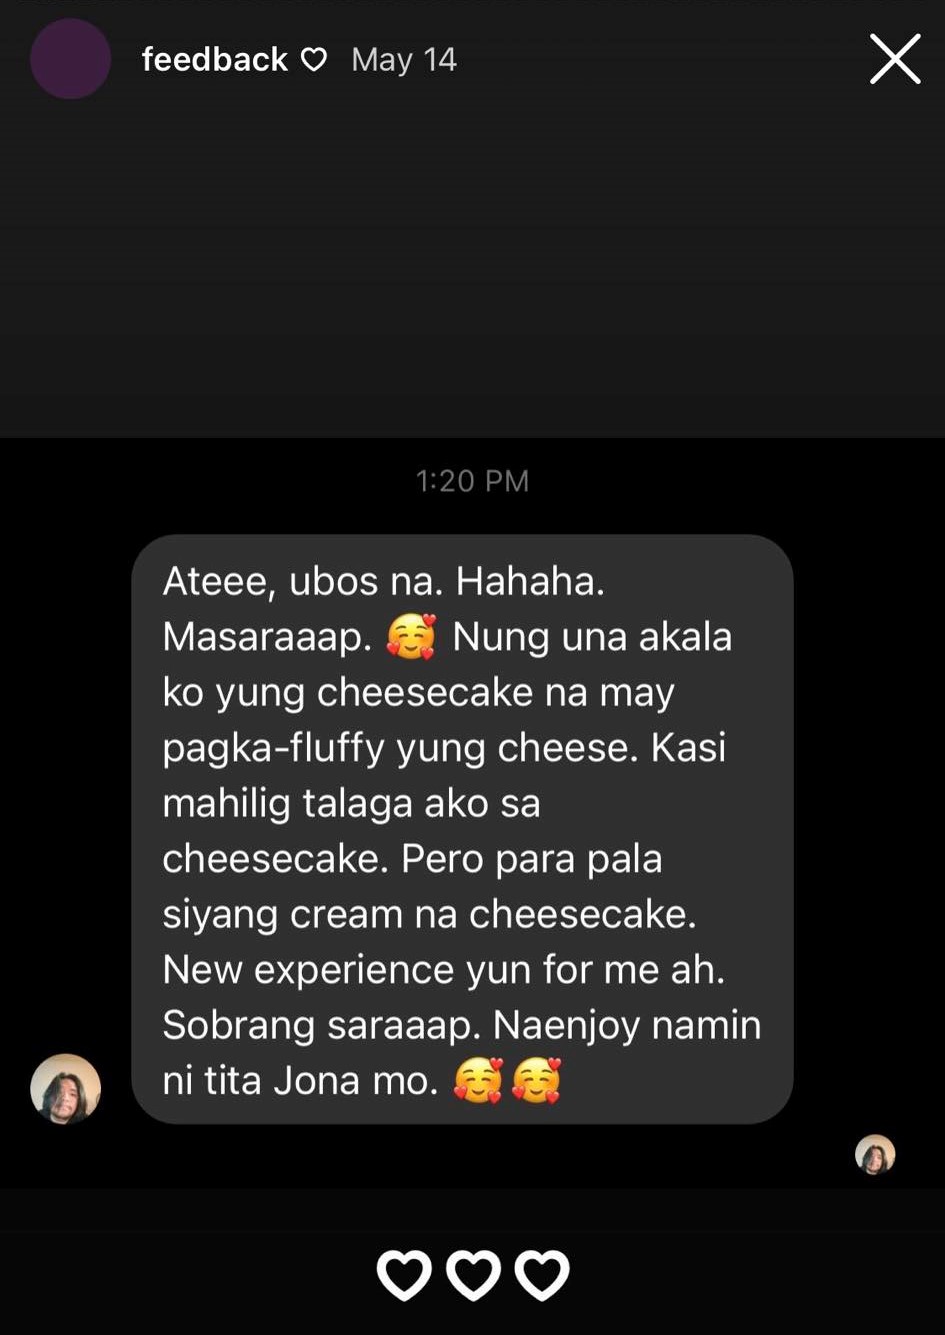 feedback ♡ May 14
1:20 PM
Ateee, ubos na. Hahaha.
Masaraaap. 🥰 Nung una akala
ko yung cheesecake na may
pagka-fluffy yung cheese. Kasi
mahilig talaga ako sa
cheesecake. Pero para pala
siyang cream na cheesecake.
New experience yun for me ah.
Sobrang saraaap. Naenjoy namin
ni tita Jona mo. 🥰🥰